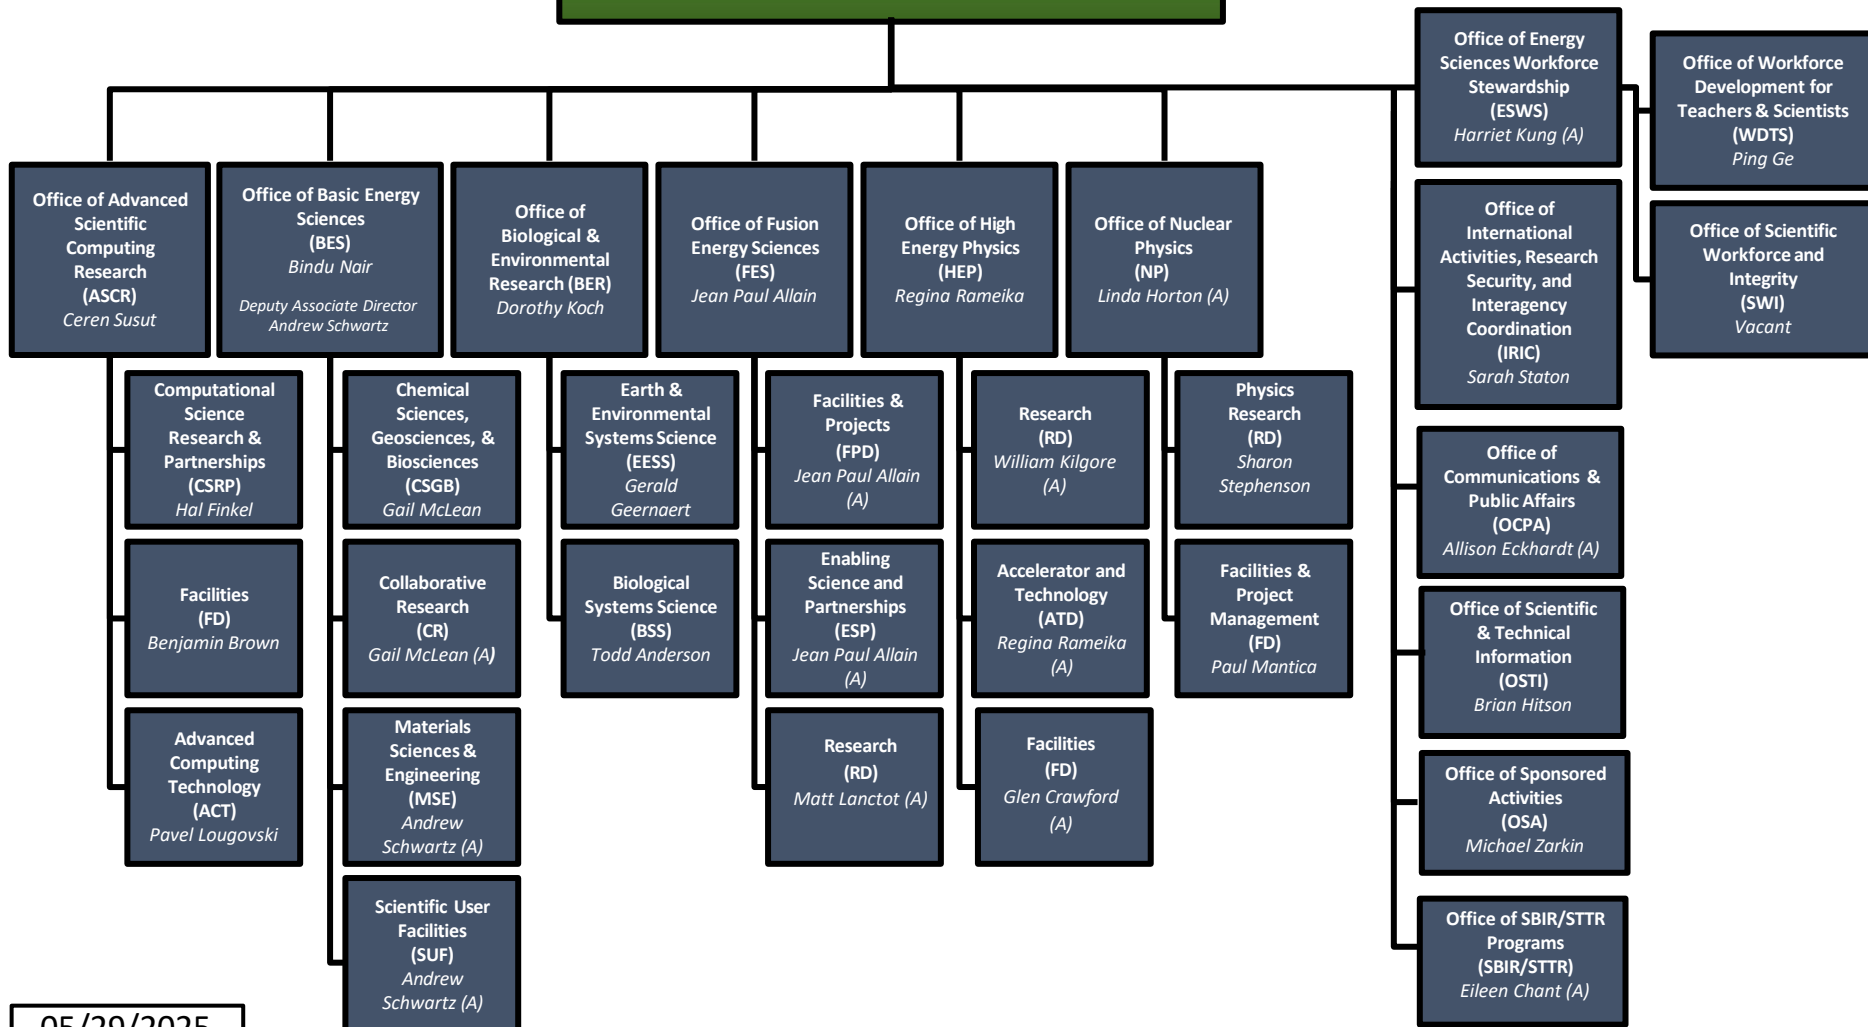 Office of Advanced
Scientific
Computing
Research
(ASCR)
Ceren Susut
Office of Basic Energy
Sciences
(BES)
Bindu Nair
Deputy Associate Director
Andrew Schwartz
Office of
Biological &
Environmental
Research (BER)
Dorothy Koch
Office of Fusion
Energy Sciences
(FES)
Jean Paul Allain
Office of High
Energy Physics
(HEP)
Regina Rameika
Office of Nuclear
Physics
(NP)
Linda Horton (A)
Computational
Science
Research &
Partnerships
(CSRP)
Hal Finkel
Facilities
(FD)
Benjamin Brown
Advanced
Computing
Technology
(ACT)
Pavel Lougovski
Chemical
Sciences,
Geosciences, &
Biosciences
(CSGB)
Gail McLean
Collaborative
Research
(CR)
Gail McLean (A)
Materials
Sciences &
Engineering
(MSE)
Andrew
Schwartz (A)
Scientific User
Facilities
(SUF)
Andrew
Schwartz (A)
Earth &
Environmental
Systems Science
(EESS)
Gerald
Geernaert
Biological
Systems Science
(BSS)
Todd Anderson
Facilities &
Projects
(FPD)
Jean Paul Allain
(A)
Enabling
Science and
Partnerships
(ESP)
Jean Paul Allain
(A)
Research
(RD)
Matt Lanctot (A)
Research
(RD)
William Kilgore
(A)
Accelerator and
Technology
(ATD)
Regina Rameika
(A)
Facilities
(FD)
Glen Crawford
(A)
Physics
Research
(RD)
Sharon
Stephenson
Facilities &
Project
Management
(FD)
Paul Mantica
Office of Energy
Sciences Workforce
Stewardship
(ESWS)
Harriet Kung (A)
Office of Workforce
Development for
Teachers & Scientists
(WDTS)
Ping Ge
Office of Scientific
Workforce and
Integrity
(SWI)
Vacant
Office of
International
Activities, Research
Security, and
Interagency
Coordination
(IRIC)
Sarah Staton
Office of
Communications &
Public Affairs
(OCPA)
Allison Eckhardt (A)
Office of Scientific
& Technical
Information
(OSTI)
Brian Hitson
Office of Sponsored
Activities
(OSA)
Michael Zarkin
Office of SBIR/STTR
Programs
(SBIR/STTR)
Eileen Chant (A)
05/29/2025